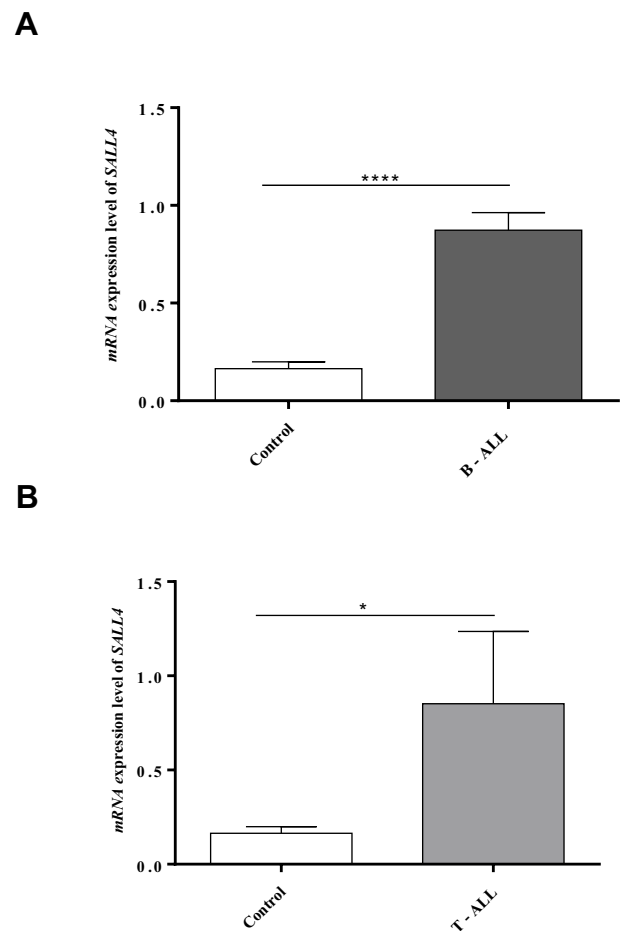 A
1.5
1.0
0.5
0.0
mRNA expression level of SALL4
****
Control
B - ALL
B
1.5
1.0
0.5
0.0
mRNA expression level of SALL4
*
Control
T - ALL